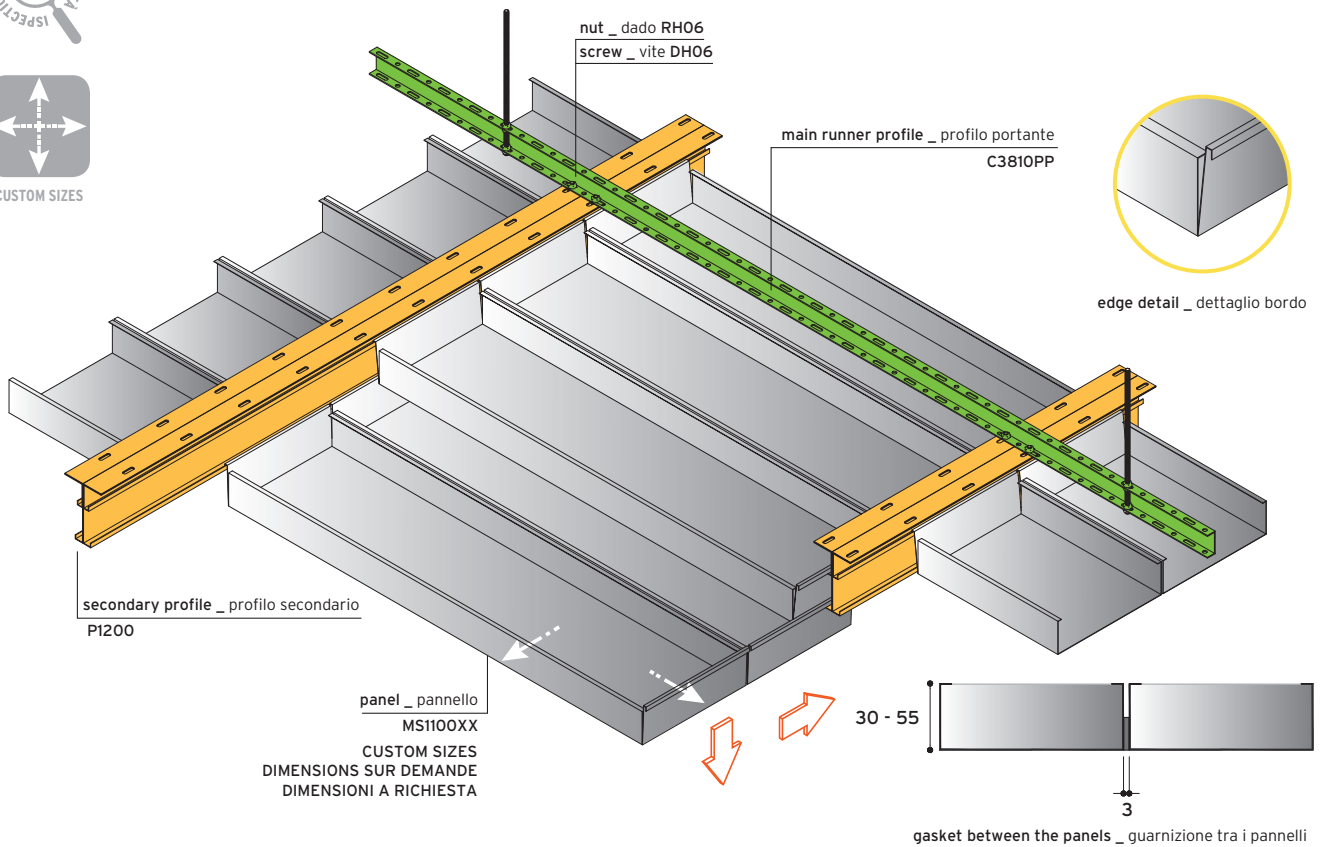 ISPECTIO
CUSTOM SIZES
nut _ dado RH06
screw _ vite DH06
main runner profile _ profilo portante
C3810PP
edge detail _ dettaglio bordo
secondary profile _ profilo secondario
P1200
panel _ pannello
MS1100XX
CUSTOM SIZES
DIMENSIONS SUR DEMANDE
DIMENSIONI A RICHIESTA
30 - 55
3
gasket between the panels _ guarnizione tra i pannelli